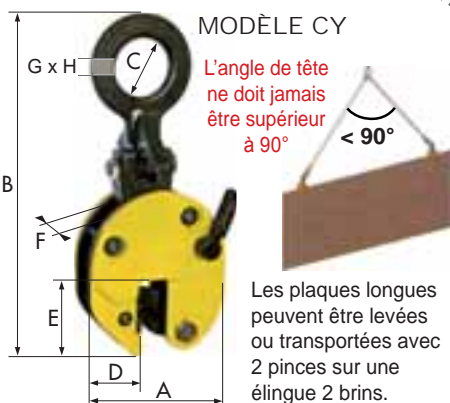 MODÈLE CY
G x H
C
L'angle de tête
ne doit jamais
être supérieur
à 90°
< 90°
B
F
E
D
A
Les plaques longues
peuvent être levées
ou transportées avec
2 pinces sur une
élingue 2 brins.